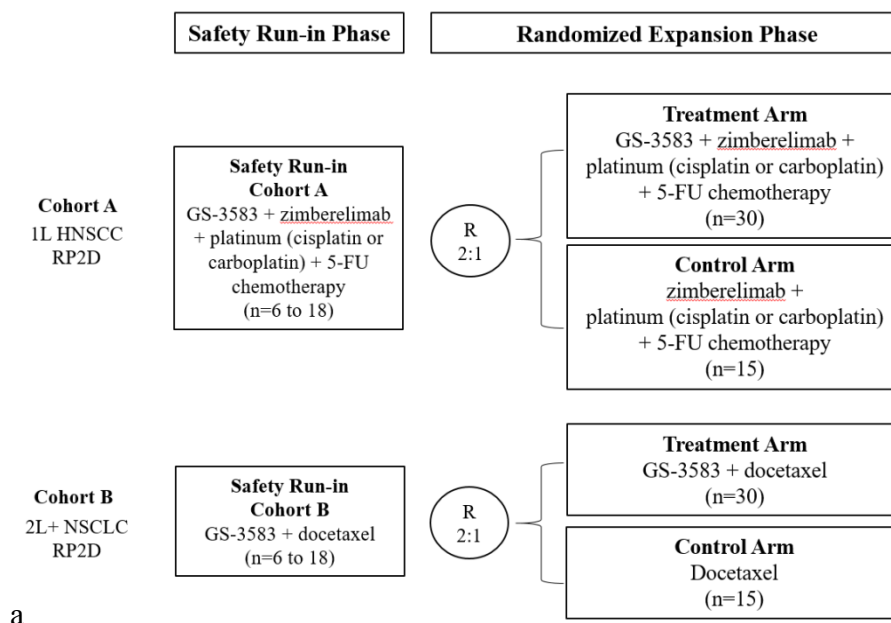 Safety Run-in Phase
Randomized Expansion Phase
Cohort A
1L HNSCC
RP2D
Safety Run-in
Cohort A
GS-3583 + zimberelimab
+ platinum (cisplatin or
carboplatin) + 5-FU
chemotherapy
(n=6 to 18)
R
2:1
Treatment Arm
GS-3583 + zimberelimab +
platinum (cisplatin or carboplatin)
+ 5-FU chemotherapy
(n=30)
Control Arm
zimberelimab +
platinum (cisplatin or carboplatin)
+ 5-FU chemotherapy
(n=15)
Cohort B
2L+ NSCLC
RP2D
Safety Run-in
Cohort B
GS-3583 + docetaxel
(n=6 to 18)
R
2:1
Treatment Arm
GS-3583 + docetaxel
(n=30)
Control Arm
Docetaxel
(n=15)
a